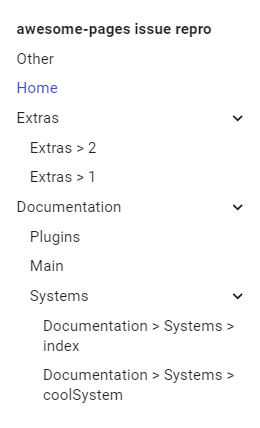 awesome-pages issue repro
Other
Home
Extras
Extras > 2
Extras > 1
Documentation
Plugins
Main
Systems
Documentation > Systems >
index
Documentation > Systems >
coolSystem